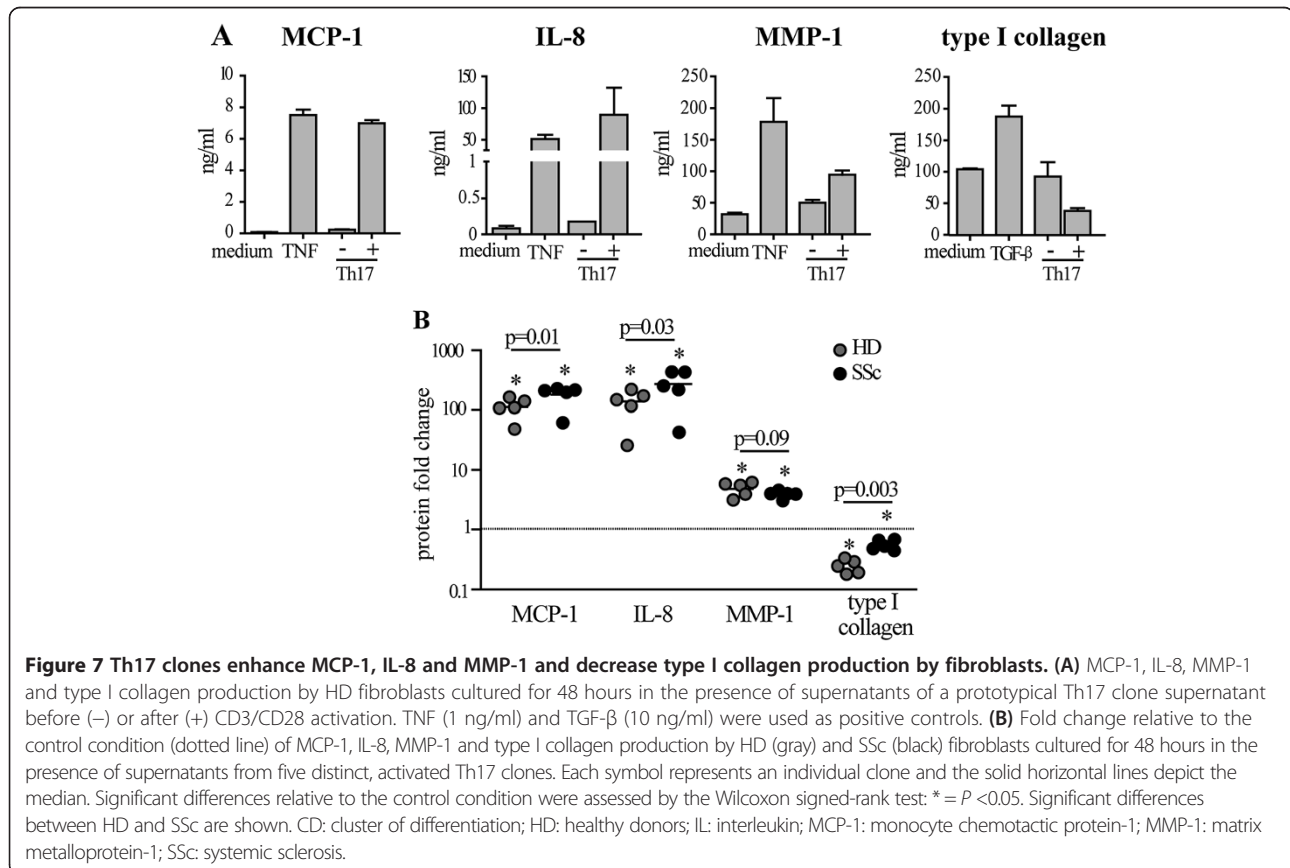 A
MCP-1
IL-8
MMP-1
type I collagen
ng/ml
10
8
6
4
2
0
medium TNF - +
Th17
ng/ml
150
100
50
1
0.5
0
medium TNF - +
Th17
ng/ml
250
200
150
100
50
0
medium TNF - +
Th17
ng/ml
250
200
150
100
50
0
medium TGF-β - +
Th17
B
protein fold change
1000
100
10
1
0.1
p=0.01
* *
p=0.03
* *
p=0.09
* *
p=0.003
* *
HD
SSc
MCP-1
IL-8
MMP-1
type I
collagen
Figure 7 Th17 clones enhance MCP-1, IL-8 and MMP-1 and decrease type I collagen production by fibroblasts. (A) MCP-1, IL-8, MMP-1
and type I collagen production by HD fibroblasts cultured for 48 hours in the presence of supernatants of a prototypical Th17 clone supernatant
before (−) or after (+) CD3/CD28 activation. TNF (1 ng/ml) and TGF-β (10 ng/ml) were used as positive controls. (B) Fold change relative to the
control condition (dotted line) of MCP-1, IL-8, MMP-1 and type I collagen production by HD (gray) and SSc (black) fibroblasts cultured for 48 hours in the
presence of supernatants from five distinct, activated Th17 clones. Each symbol represents an individual clone and the solid horizontal lines depict the
median. Significant differences relative to the control condition were assessed by the Wilcoxon signed-rank test: * = P <0.05. Significant differences
between HD and SSc are shown. CD: cluster of differentiation; HD: healthy donors; IL: interleukin; MCP-1: monocyte chemotactic protein-1; MMP-1: matrix
metalloprotein-1; SSc: systemic sclerosis.